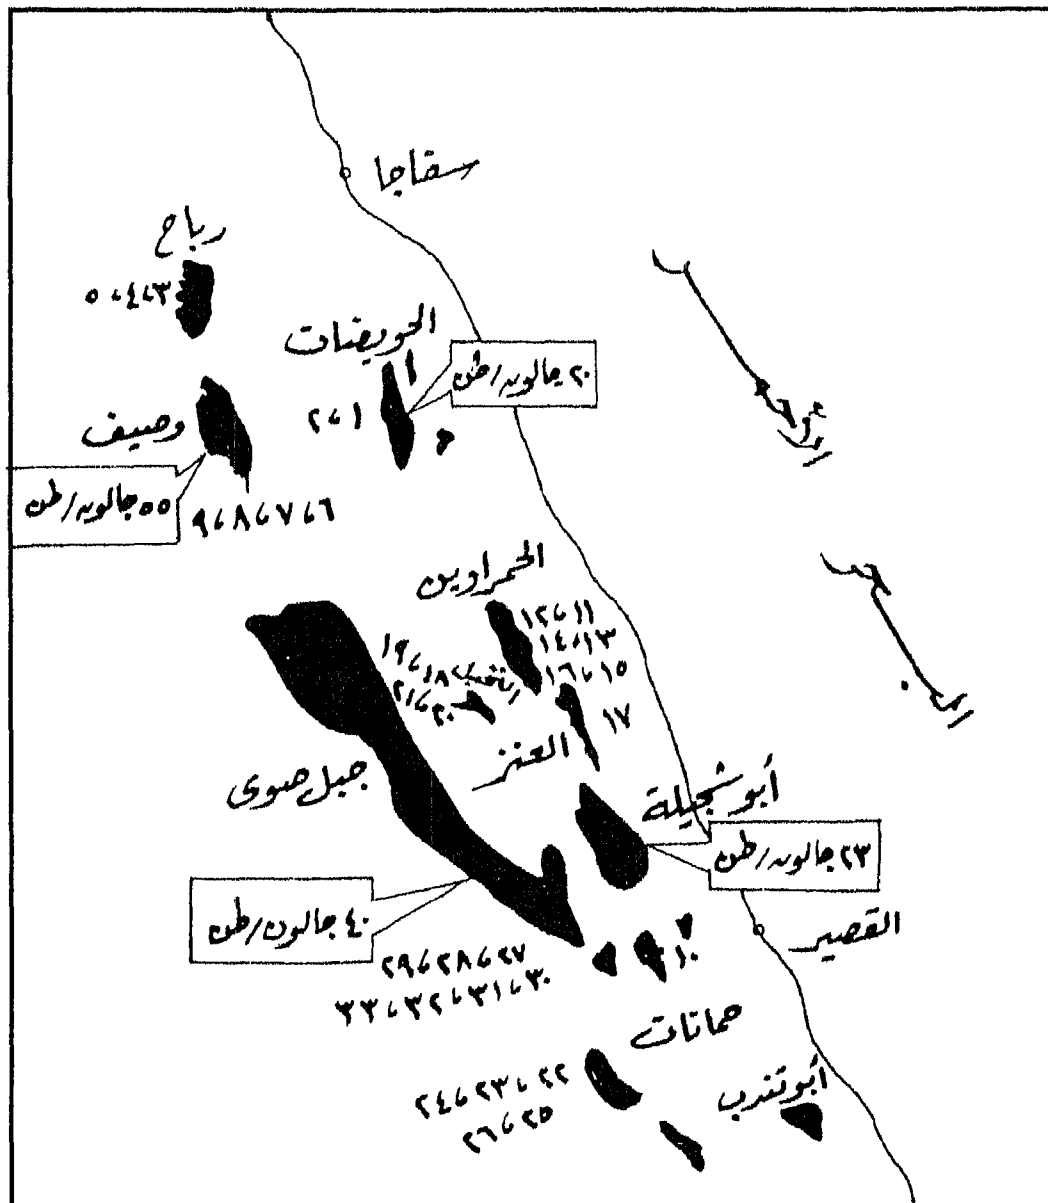 سفاجا
رباح
٥،٤،٣
الحويضات
٢٠ جالون/طن
٢،١
وصيف
٥٥ جالون/طن
٩،٨،٧،٦
البحر
الأحمر
الحمراوين
١٢،١١
١٤،١٣
١٦،١٥
١٩،١٨
٢١،٢٠
١٧
العنز
جبل ضوى
أبو شجيلة
٢٣ جالون/طن
٤٠ جالون/طن
القصير
١٠
٢٩،٢٨،٢٧
٣٣،٣٢،٣١،٣٠
حمانات
٢٤،٢٣،٢٢
٢٦،٢٥
أبو تندب